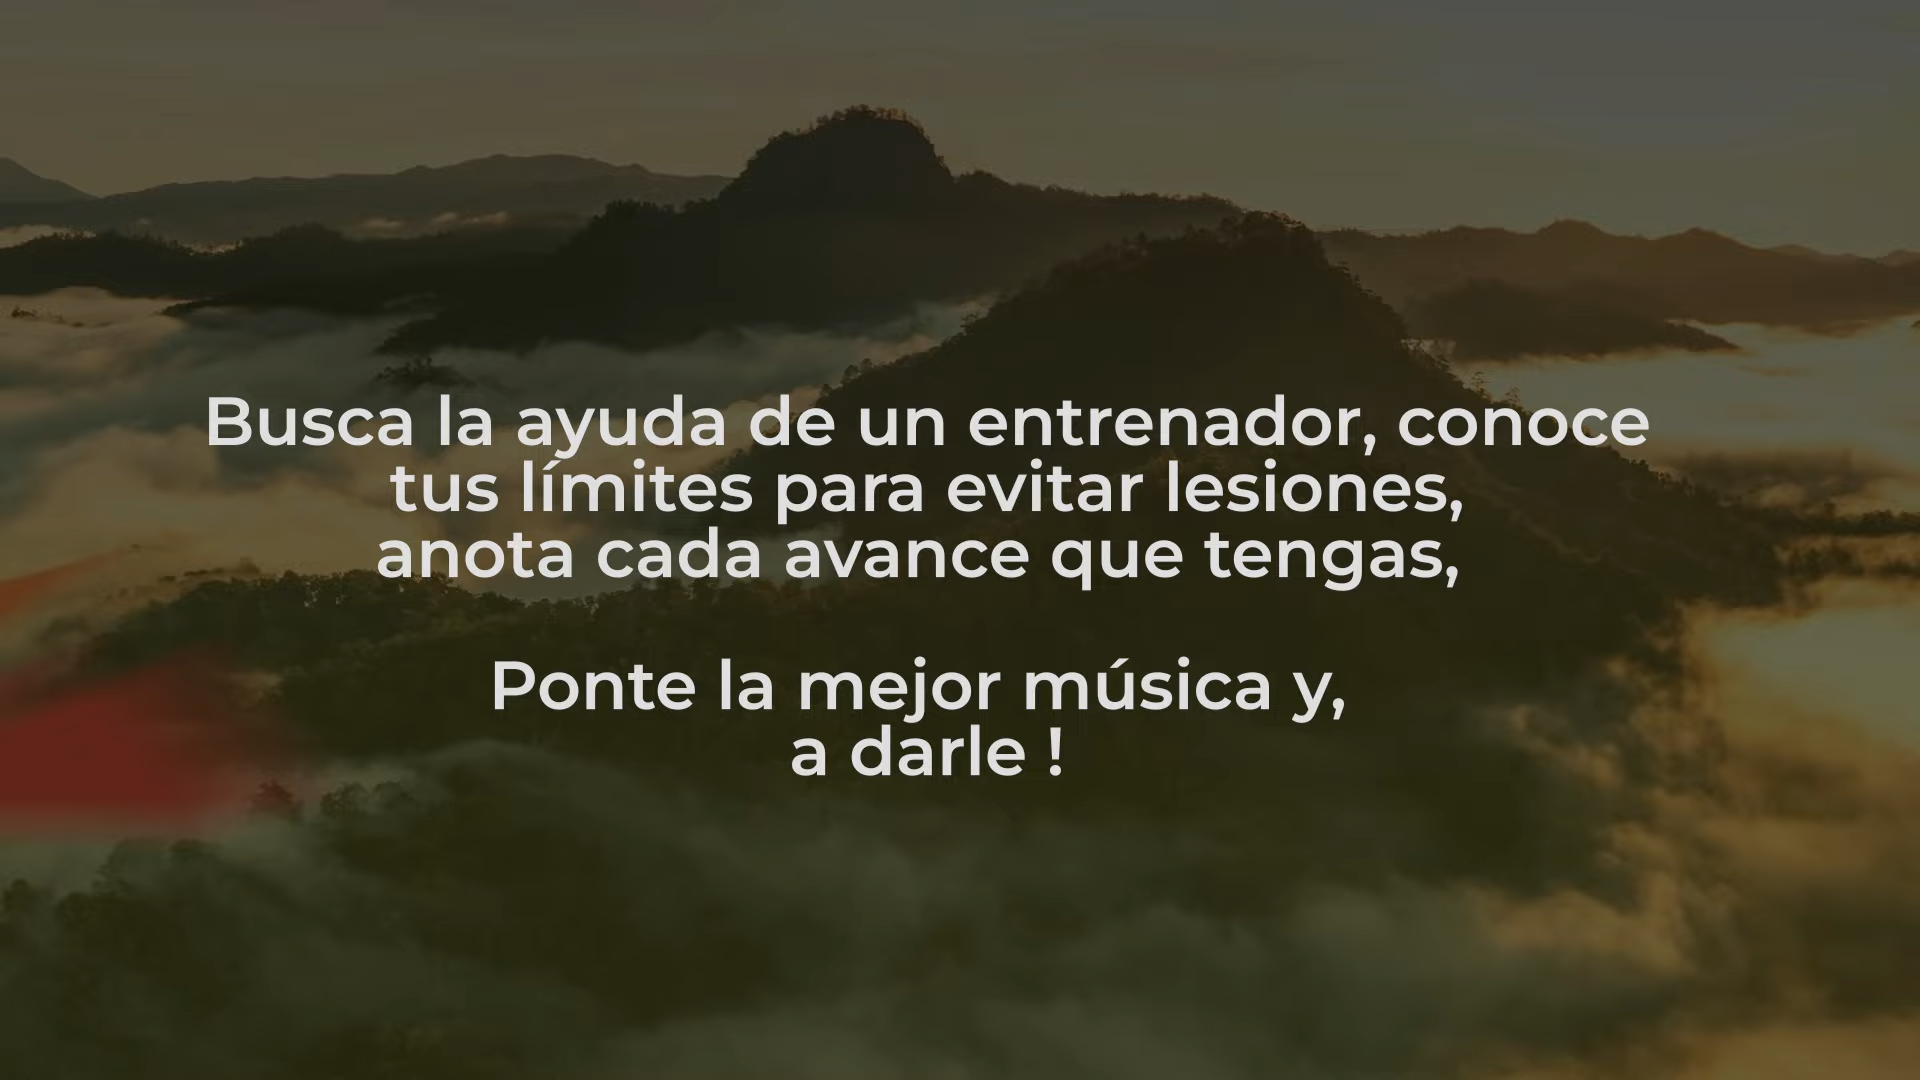 Busca la ayuda de un entrenador, conoce
tus límites para evitar lesiones,
anota cada avance que tengas,
Ponte la mejor música y,
a darle !